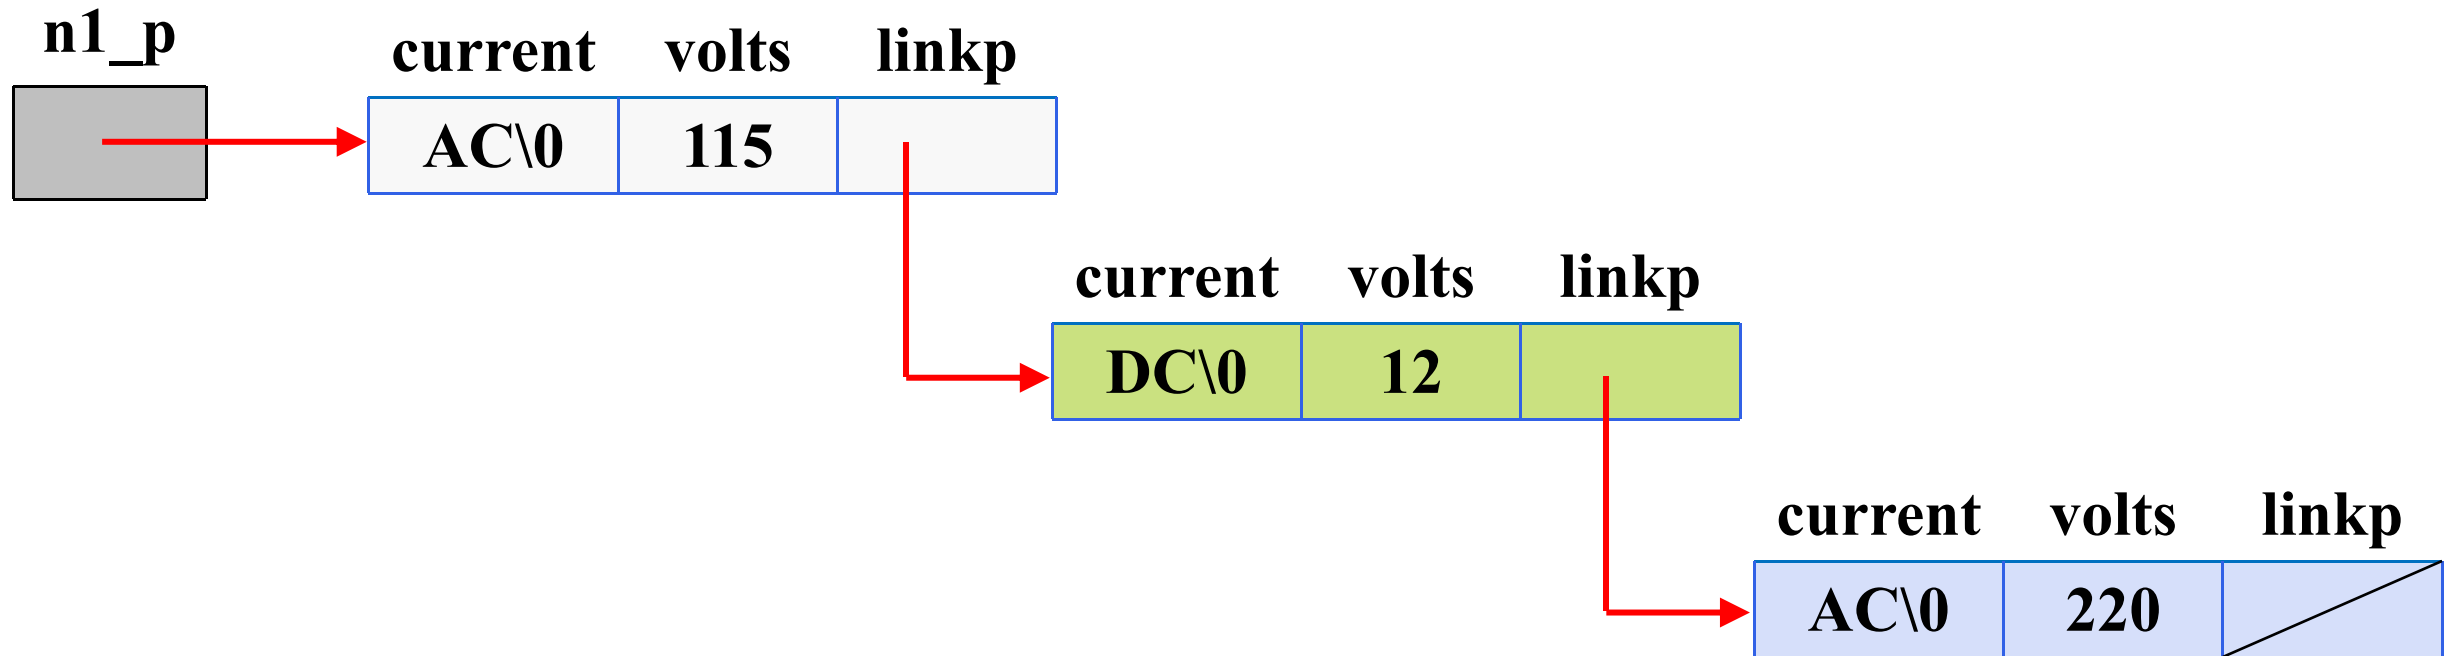 n1_p
current volts linkp
AC\0 115
current volts linkp
DC\0 12
current volts linkp
AC\0 220